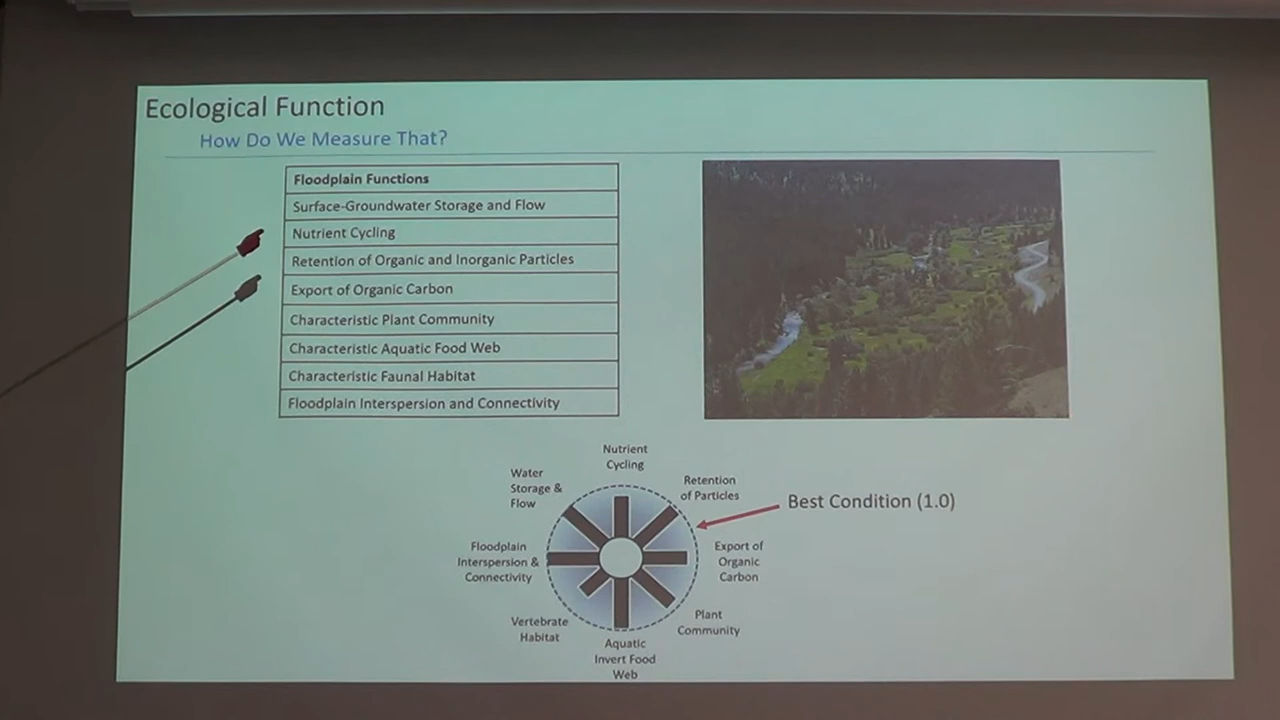 Ecological Function
How Do We Measure That?
Floodplain Functions
Surface-Groundwater Storage and Flow
Nutrient Cycling
Retention of Organic and Inorganic Particles
Export of Organic Carbon
Characteristic Plant Community
Characteristic Aquatic Food Web
Characteristic Faunal Habitat
Floodplain Interspersion and Connectivity
Nutrient
Cycling
Water
Storage &
Flow
Retention
of Particles
Best Condition (1.0)
Floodplain
Interspersion &
Connectivity
Export of
Organic
Carbon
Vertebrate
Habitat
Plant
Community
Aquatic
Invert Food
Web